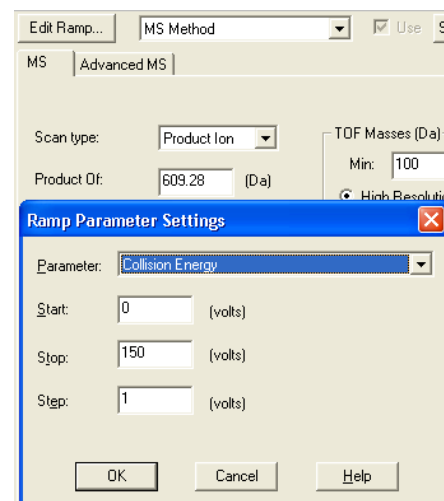 Edit Ramp... MS Method Use S
MS Advanced MS
Scan type: Product Ion TOF Masses (Da)
Min: 100
Product Of: 609.28 (Da)
High Resoluti
Ramp Parameter Settings
Parameter: Collision Energy
Start: 0 (volts)
Stop: 150 (volts)
Step: 1 (volts)
OK Cancel Help